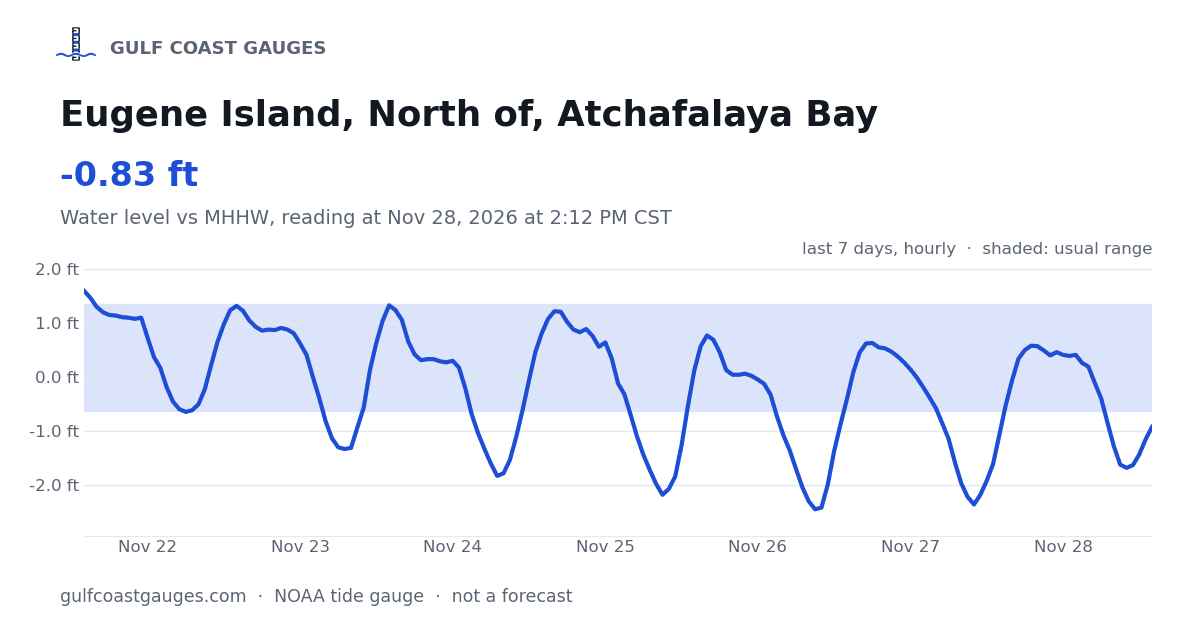 GULF COAST GAUGES
Eugene Island, North of, Atchafalaya Bay
-0.83 ft
Water level vs MHHW, reading at Nov 28, 2026 at 2:12 PM CST
last 7 days, hourly · shaded: usual range
2.0 ft
1.0 ft
0.0 ft
-1.0 ft
-2.0 ft
Nov 22 Nov 23 Nov 24 Nov 25 Nov 26 Nov 27 Nov 28
gulfcoastgauges.com · NOAA tide gauge · not a forecast